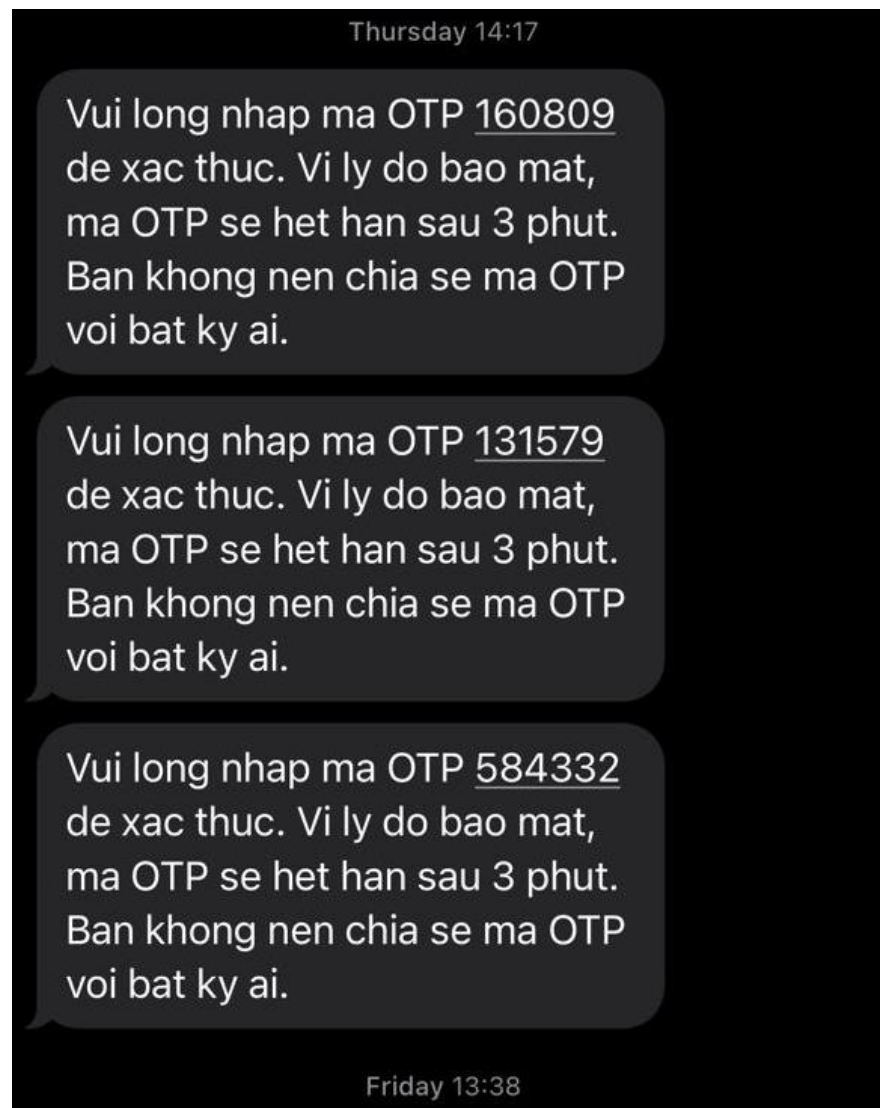 Thursday 14:17
Vui long nhap ma OTP 160809
de xac thuc. Vi ly do bao mat,
ma OTP se het han sau 3 phut.
Ban khong nen chia se ma OTP
voi bat ky ai.
Vui long nhap ma OTP 131579
de xac thuc. Vi ly do bao mat,
ma OTP se het han sau 3 phut.
Ban khong nen chia se ma OTP
voi bat ky ai.
Vui long nhap ma OTP 584332
de xac thuc. Vi ly do bao mat,
ma OTP se het han sau 3 phut.
Ban khong nen chia se ma OTP
voi bat ky ai.
Friday 13:38